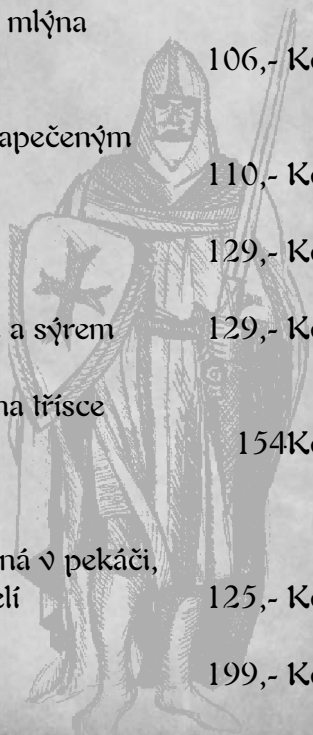 mlýna
106,- Kč
apečeným
110,- Kč
129,- Kč
a sýrem 129,- Kč
na třísce
154Kč
ná v pekáči,
elí 125,- Kč
199,- Kč